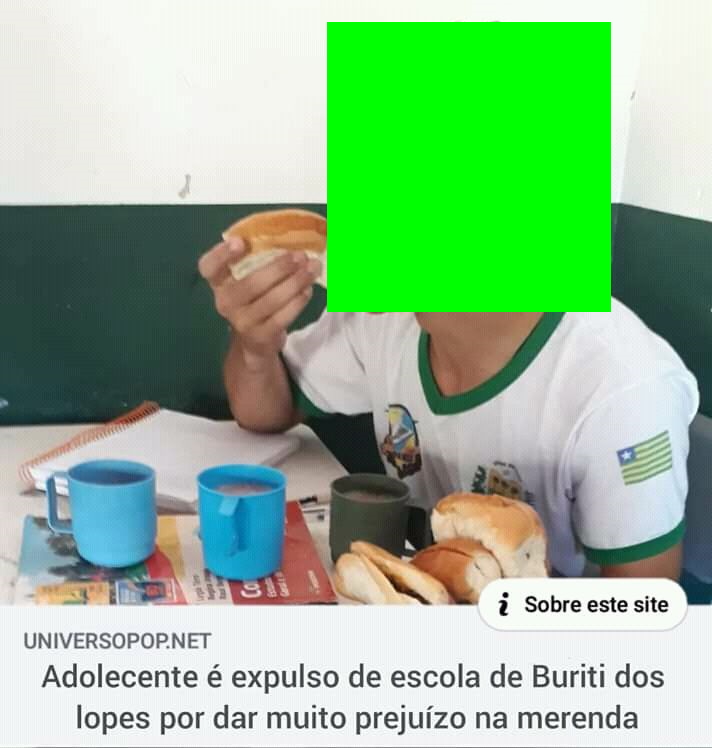 Sobre este site
UNIVERSOPOP.NET
Adolecente é expulso de escola de Buriti dos
lopes por dar muito prejuízo na merenda